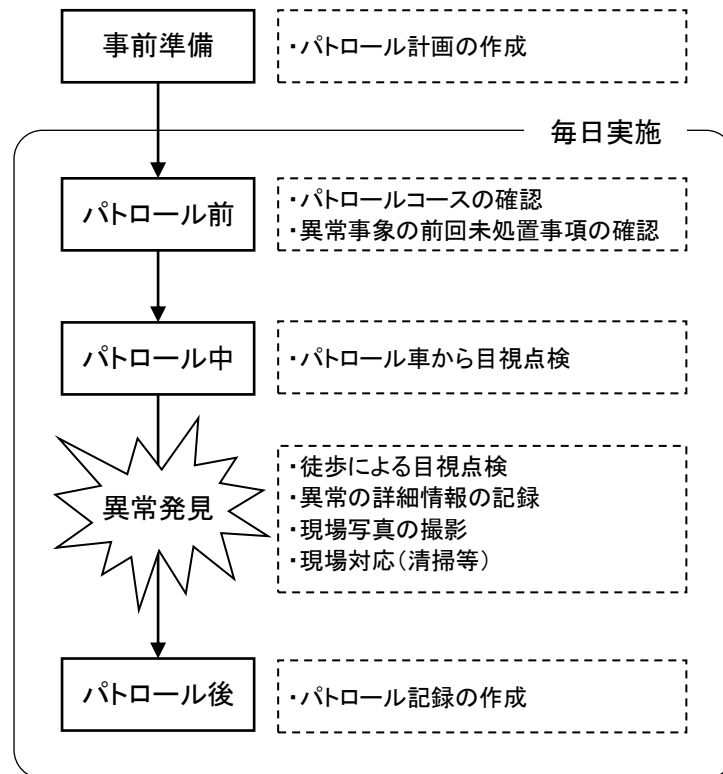 事前準備
・パトロール計画の作成
毎日実施
パトロール前
・パトロールコースの確認
・異常事象の前回未処置事項の確認
パトロール中
・パトロール車から目視点検
異常発見
・徒歩による目視点検
・異常の詳細情報の記録
・現場写真の撮影
・現場対応(清掃等)
パトロール後
・パトロール記録の作成